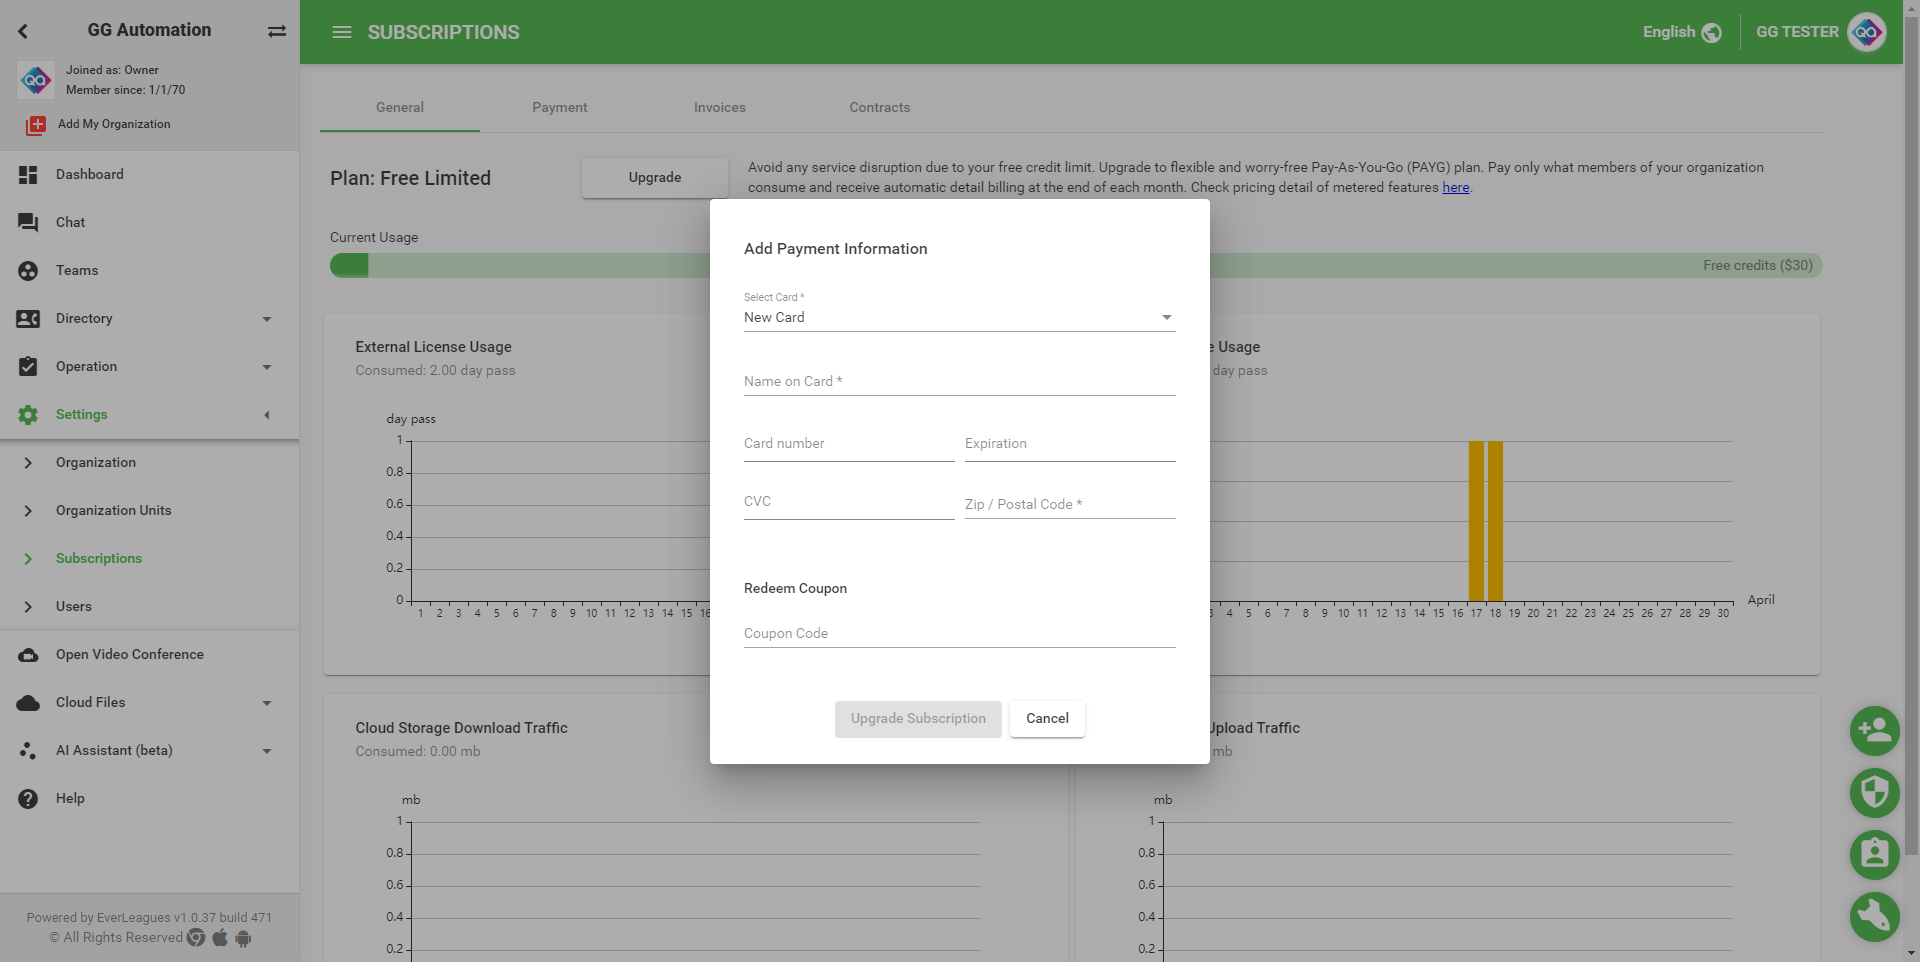 GG Automation
Joined as: Owner
Member since: 1/1/70
Add My Organization
Dashboard
Chat
Teams
Directory
Operation
Settings
Organization
Organization Units
Subscriptions
Users
Open Video Conference
Cloud Files
AI Assistant (beta)
Help
Powered by EverLeagues v1.0.37 build 471
© All Rights Reserved
SUBSCRIPTIONS
English
GG TESTER
General
Payment
Invoices
Contracts
Plan: Free Limited
Upgrade
Avoid any service disruption due to your free credit limit. Upgrade to flexible and worry-free Pay-As-You-Go (PAYG) plan. Pay only what members of your organization
consume and receive automatic detail billing at the end of each month. Check pricing detail of metered features here.
Current Usage
Free credits ($30)
External License Usage
Consumed: 2.00 day pass
day pass
1
0.8
0.6
0.4
0.2
0
1 2 3 4 5 6 7 8 9 10 11 12 13 14 15 16
Add Payment Information
Select Card *
New Card
Name on Card *
Card number
Expiration
CVC
Zip / Postal Code *
Redeem Coupon
Coupon Code
Upgrade Subscription
Cancel
Usage
day pass
3 4 5 6 7 8 9 10 11 12 13 14 15 16 17 18 19 20 21 22 23 24 25 26 27 28 29 30
April
Cloud Storage Download Traffic
Consumed: 0.00 mb
mb
1
0.8
0.6
0.4
0.2
Upload Traffic
mb
mb
1
0.8
0.6
0.4
0.2